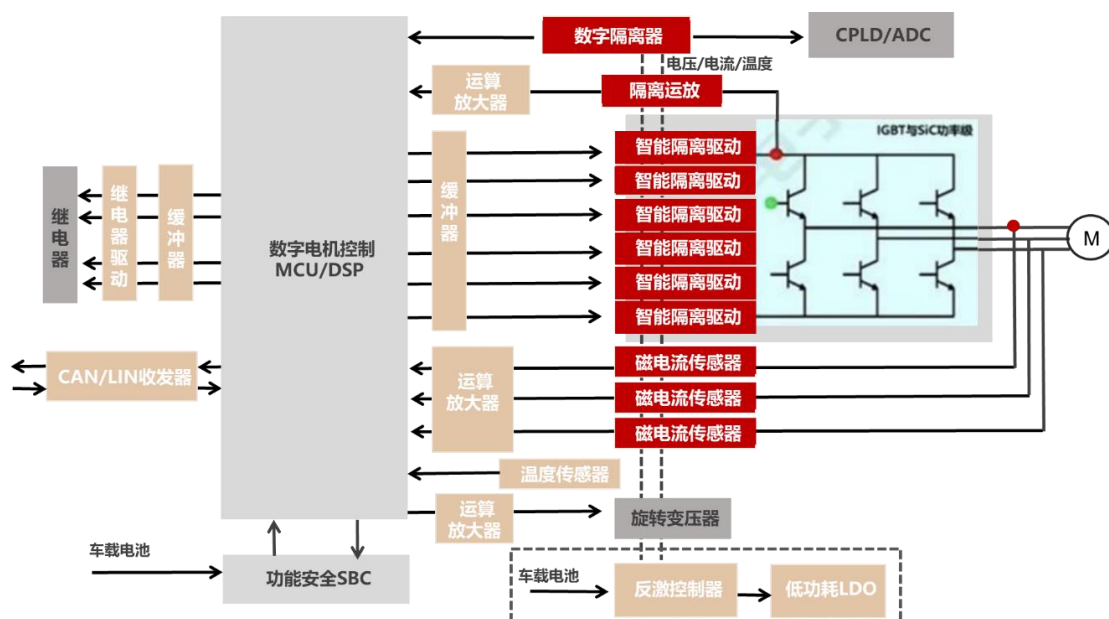 数字隔离器
CPLD/ADC
电压/电流/温度
运算
放大器
隔离运放
IGBT与SiC功率级
智能隔离驱动
智能隔离驱动
智能隔离驱动
智能隔离驱动
智能隔离驱动
智能隔离驱动
缓冲器
继电器
继电器驱动
缓冲器
数字电机控制
MCU/DSP
M
CAN/LIN收发器
运算
放大器
磁电流传感器
磁电流传感器
磁电流传感器
温度传感器
运算
放大器
旋转变压器
车载电池
功能安全SBC
车载电池
反激控制器
低功耗LDO